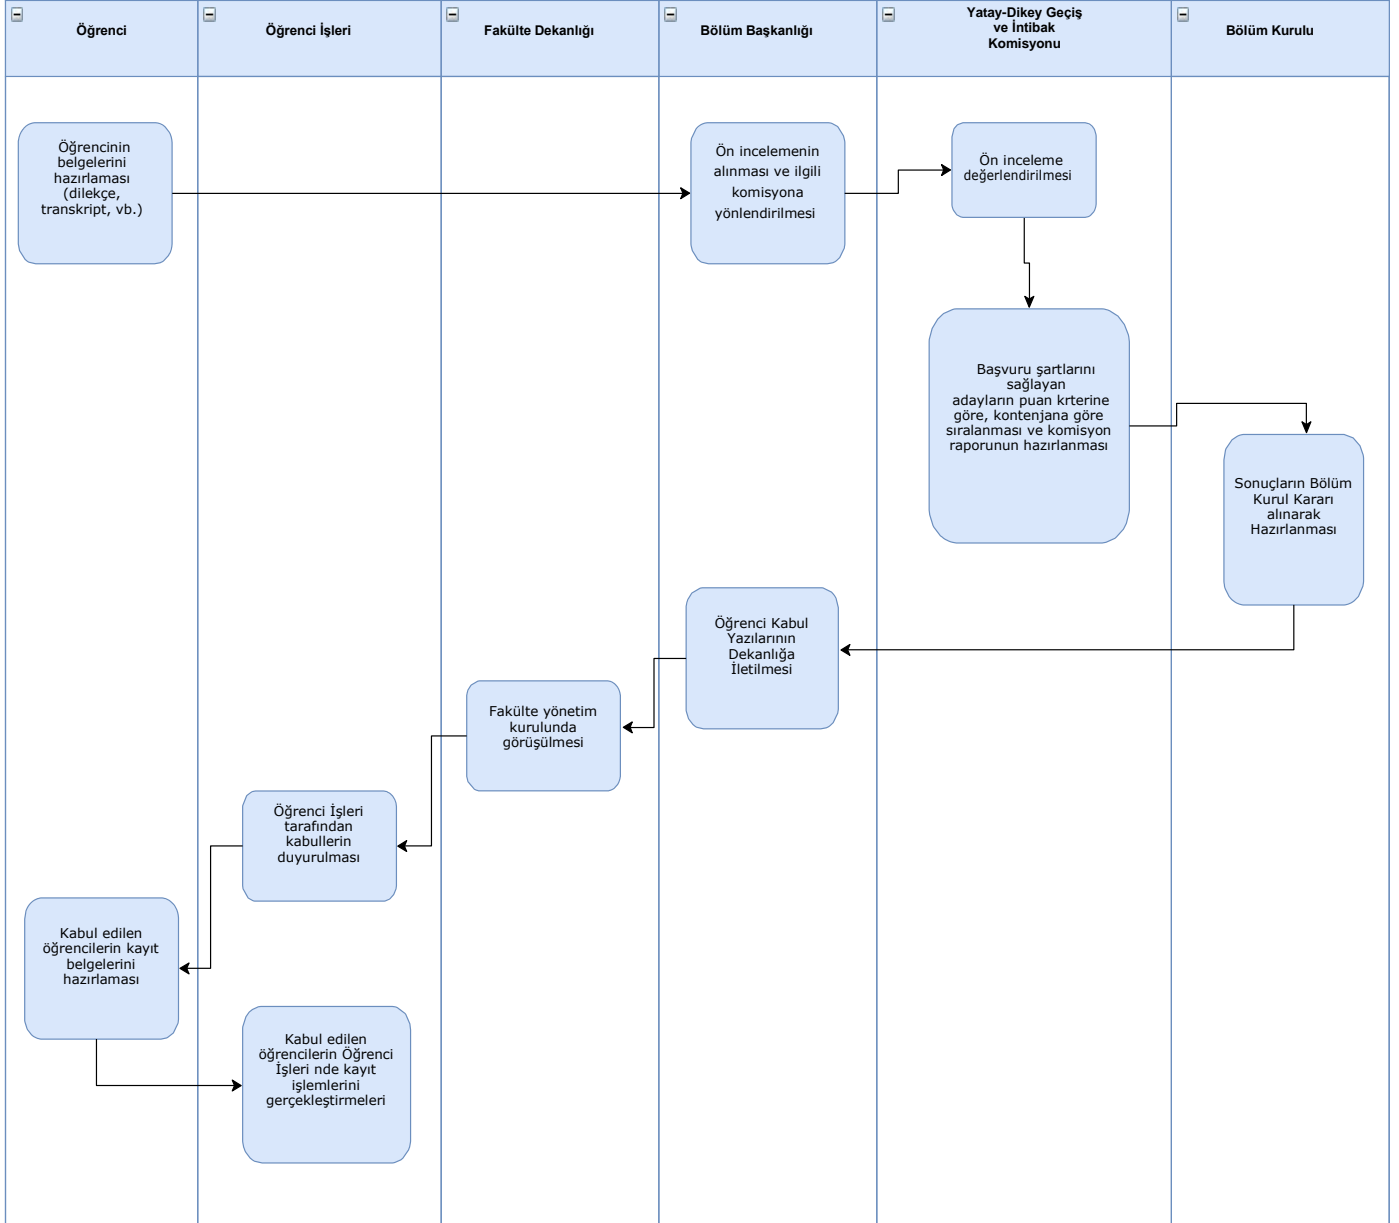 Öğrenci
Öğrenci İşleri
Fakülte Dekanlığı
Bölüm Başkanlığı
Yatay-Dikey Geçiş
ve İntibak
Komisyonu
Bölüm Kurulu
Öğrencinin
belgelerini
hazırlaması
(dilekçe,
transkript, vb.)
Ön incelemenin
alınması ve ilgili
komisyona
yönlendirilmesi
Ön inceleme
değerlendirilmesi
Başvuru şartlarını
sağlayan
adayların puan krterine
göre, kontenjana göre
sıralanması ve komisyon
raporunun hazırlanması
Sonuçların Bölüm
Kurul Kararı
alınarak
Hazırlanması
Öğrenci Kabul
Yazılarının
Dekanlığa
İletilmesi
Fakülte yönetim
kurulunda
görüşülmesi
Öğrenci İşleri
tarafından
kabullerin
duyurulması
Kabul edilen
öğrencilerin kayıt
belgelerini
hazırlaması
Kabul edilen
öğrencilerin Öğrenci
İşleri nde kayıt
işlemlerini
gerçekleştirmeleri